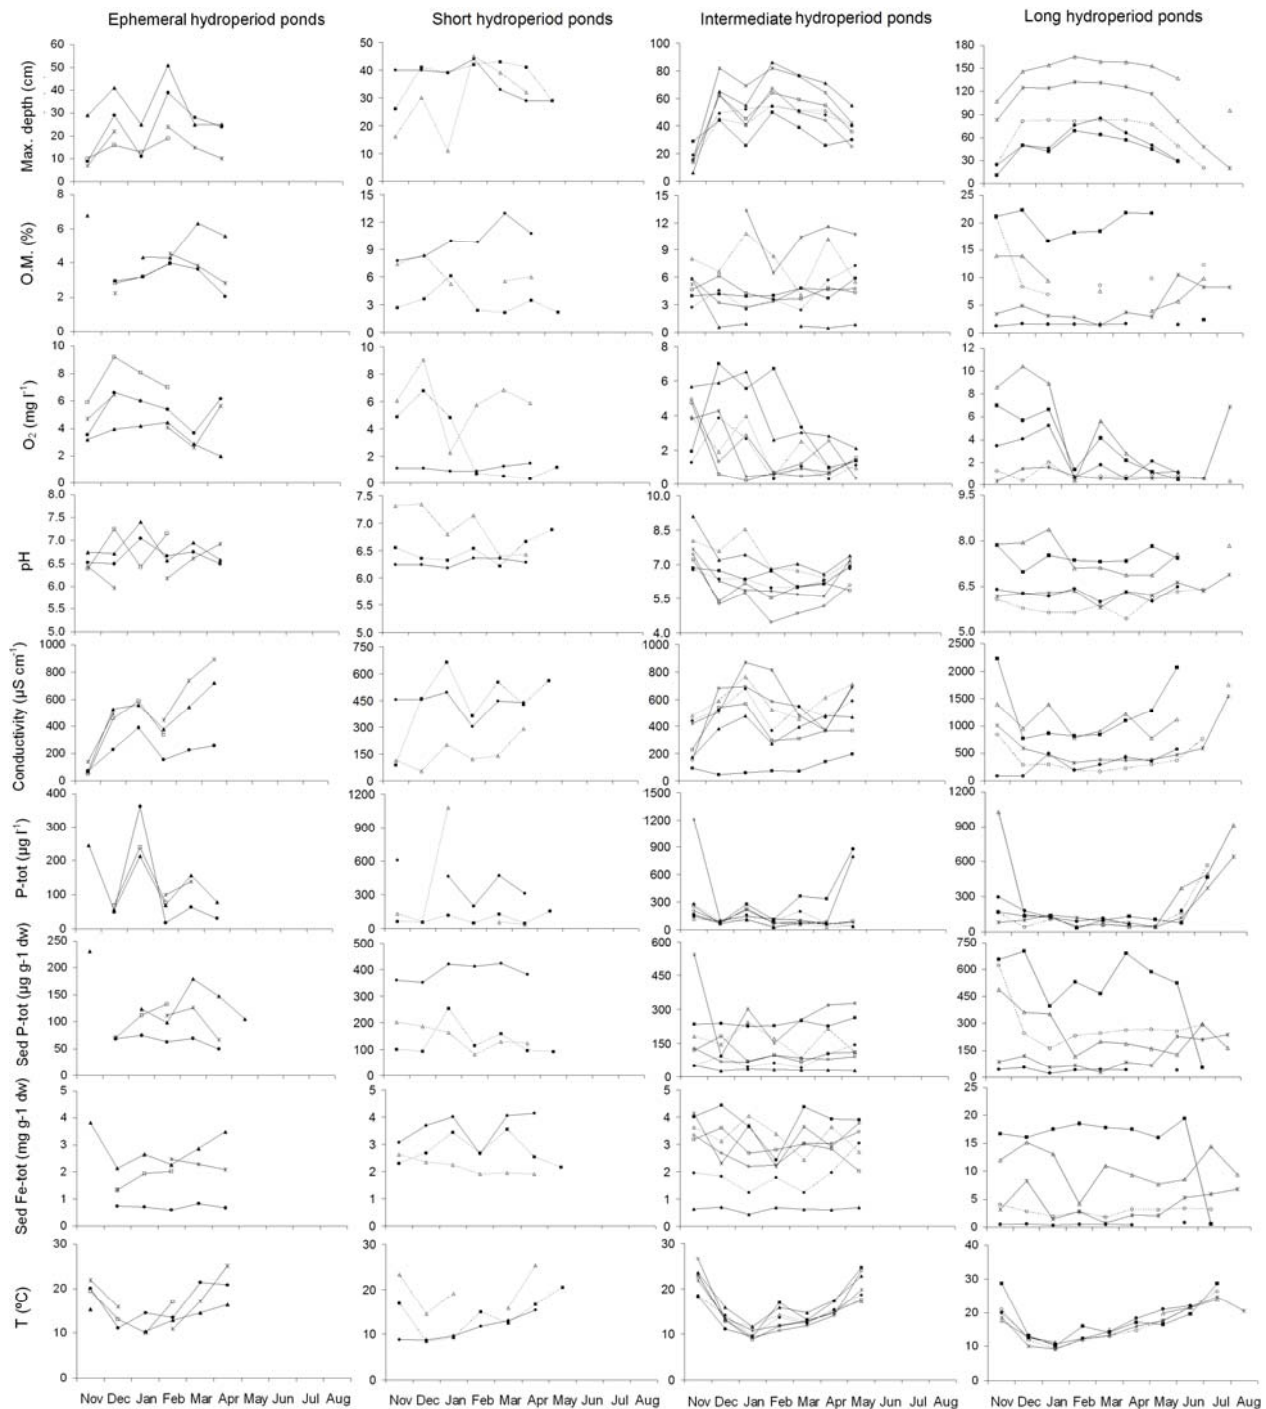 Ephemeral hydroperiod ponds Short hydroperiod ponds Intermediate hydroperiod ponds Long hydroperiod ponds
Max. depth (cm)
60 50 40 30 20 10 0
50 40 30 20 10 0
100 80 60 40 20 0
180 150 120 90 60 30 0
O.M. (%)
8 6 4 2 0
15 12 9 6 3 0
15 12 9 6 3 0
25 20 15 10 5 0
O₂ (mg l⁻¹)
10 8 6 4 2 0
10 8 6 4 2 0
8 6 4 2 0
12 10 8 6 4 2 0
pH
8.0 7.5 7.0 6.5 6.0 5.5 5.0
7.5 7.0 6.5 6.0 5.5 5.0
10.0 8.5 7.0 5.5 4.0
9.5 8.0 6.5 5.0
Conductivity (µS cm⁻¹)
1000 800 600 400 200 0
750 600 450 300 150 0
1000 800 600 400 200 0
2500 2000 1500 1000 500 0
P-tot (µg l⁻¹)
400 300 200 100 0
1200 900 600 300 0
1500 1200 900 600 300 0
1200 900 600 300 0
Sed P-tot (µg g-1 dw)
250 200 150 100 50 0
500 400 300 200 100 0
600 450 300 150 0
750 600 450 300 150 0
Sed Fe-tot (mg g-1 dw)
5 4 3 2 1 0
5 4 3 2 1 0
5 4 3 2 1 0
25 20 15 10 5 0
T (ºC)
30 20 10 0
30 20 10 0
30 20 10 0
40 30 20 10 0
Nov Dec Jan Feb Mar Apr May Jun Jul Aug
Nov Dec Jan Feb Mar Apr May Jun Jul Aug
Nov Dec Jan Feb Mar Apr May Jun Jul Aug
Nov Dec Jan Feb Mar Apr May Jun Jul Aug